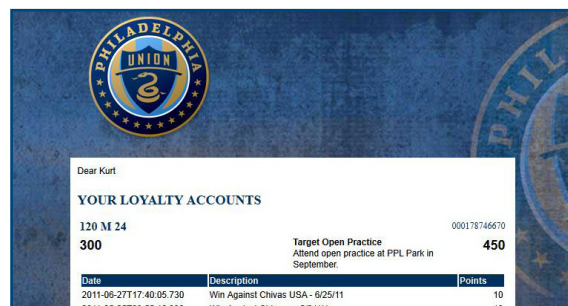 PHILADELPHIA
UNION
PHIL
Dear Kurt
YOUR LOYALTY ACCOUNTS
120 M 24 000178746670
300 Target Open Practice 450
Attend open practice at PPL Park in
September.
Date Description Points
2011-06-27T17:40:05.730 Win Against Chivas USA - 6/25/11 10